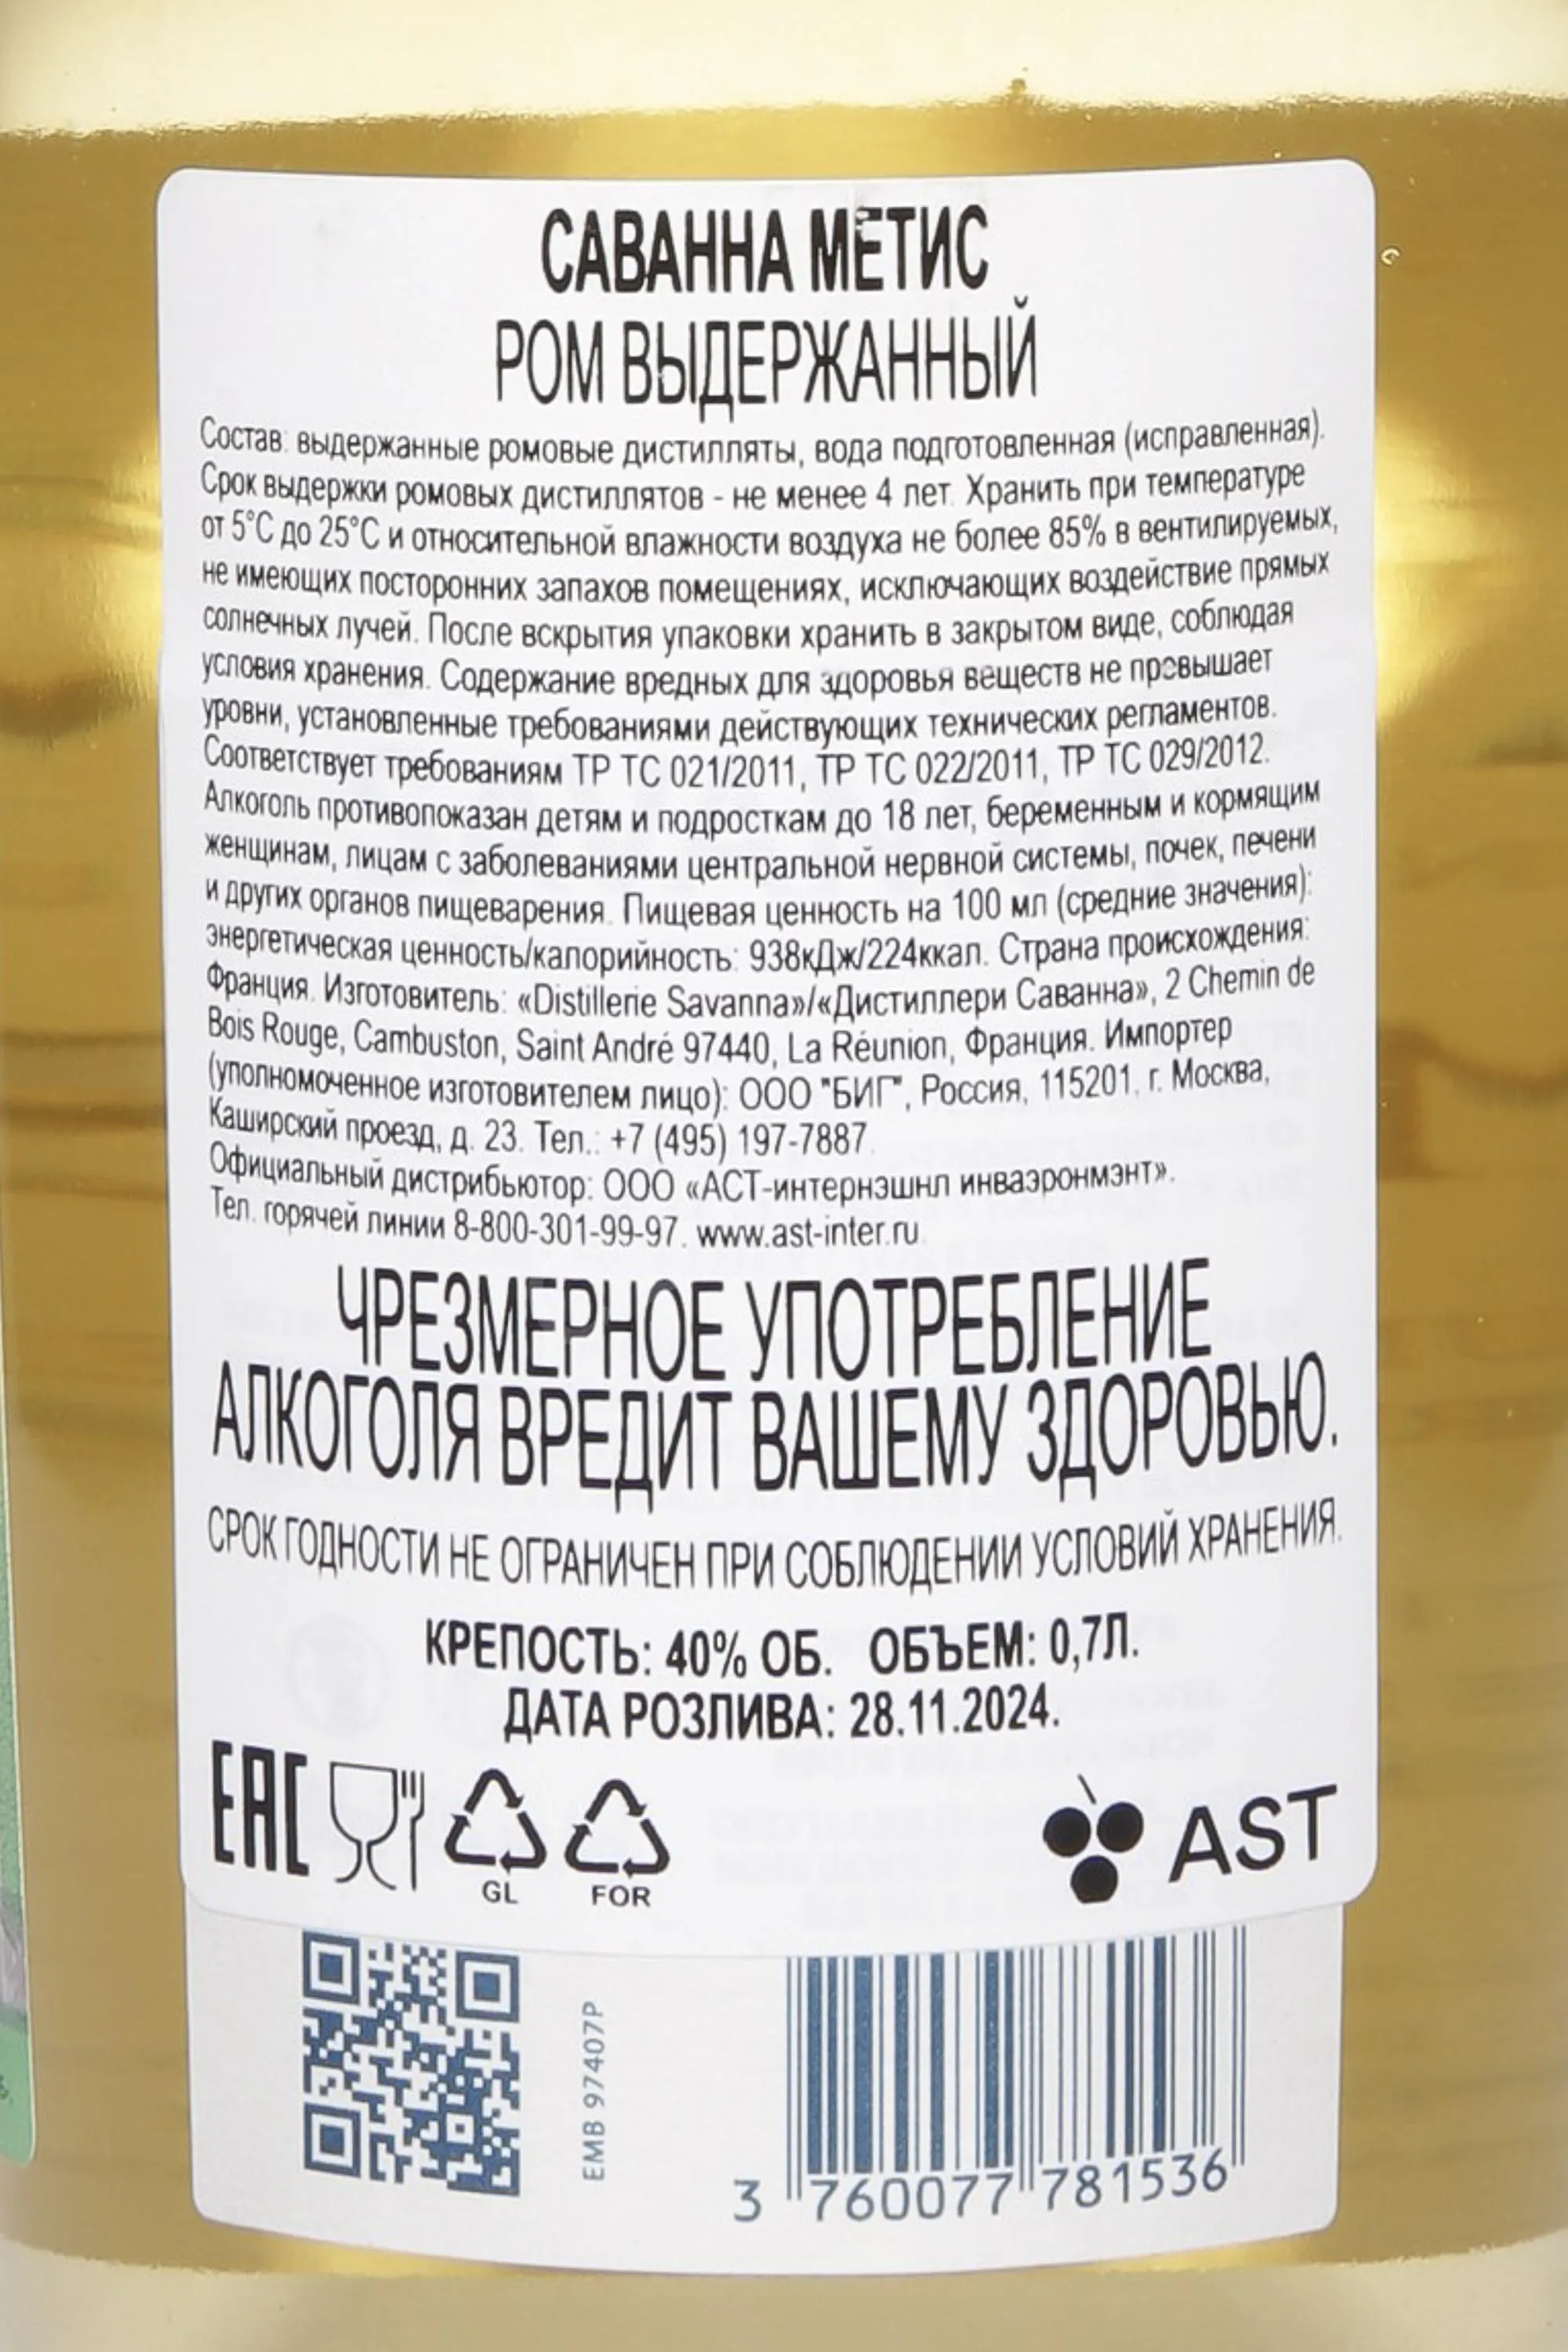 САВАННА МЕТИС
РОМ ВЫДЕРЖАННЫЙ
Состав: выдержанные ромовые дистилляты, вода подготовленная (исправленная).
Срок выдержки ромовых дистиллятов - не менее 4 лет. Хранить при температуре
от 5°С до 25°С и относительной влажности воздуха не более 85% в вентилируемых,
не имеющих посторонних запахов помещениях, исключающих воздействие прямых
солнечных лучей. После вскрытия упаковки хранить в закрытом виде, соблюдая
условия хранения. Содержание вредных для здоровья веществ не превышает
уровни, установленные требованиями действующих технических регламентов.
Соответствует требованиям ТР ТС 021/2011, ТР ТС 022/2011, ТР ТС 029/2012.
Алкоголь противопоказан детям и подросткам до 18 лет, беременным и кормящим
женщинам, лицам с заболеваниями центральной нервной системы, почек, печени
и других органов пищеварения. Пищевая ценность на 100 мл (средние значения):
энергетическая ценность/калорийность: 938кДж/224ккал. Страна происхождения:
Франция. Изготовитель: «Distillerie Savanna»/«Дистиллери Саванна», 2 Chemin de
Bois Rouge, Cambuston, Saint André 97440, La Réunion, Франция. Импортер
(уполномоченное изготовителем лицо): ООО "БИГ", Россия, 115201, г. Москва,
Каширский проезд, д. 23. Тел.: +7 (495) 197-7887.
Официальный дистрибьютор: ООО «АСТ-интернэшнл инваэронмэнт».
Тел. горячей линии 8-800-301-99-97. www.ast-inter.ru
ЧРЕЗМЕРНОЕ УПОТРЕБЛЕНИЕ
АЛКОГОЛЯ ВРЕДИТ ВАШЕМУ ЗДОРОВЬЮ.
СРОК ГОДНОСТИ НЕ ОГРАНИЧЕН ПРИ СОБЛЮДЕНИИ УСЛОВИЙ ХРАНЕНИЯ.
КРЕПОСТЬ: 40% ОБ. ОБЪЕМ: 0,7Л.
ДАТА РОЗЛИВА: 28.11.2024.
EAC
GL
FOR
AST
EMB 97407P
3 760077 781536